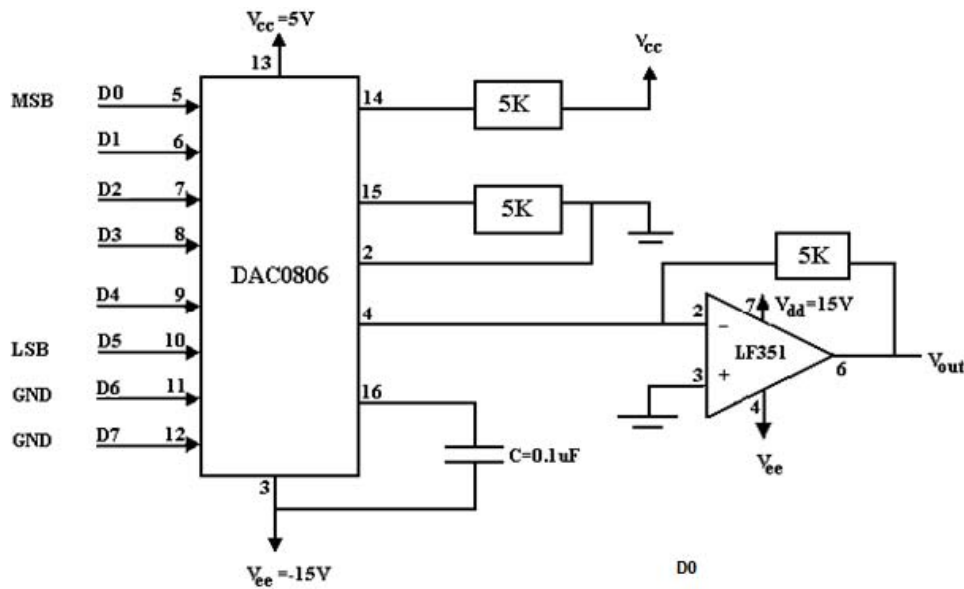 Vcc =5V
13
Vcc
MSB D0 5
14
5K
D1 6
D2 7
15
5K
D3 8
2
DAC0806
5K
D4 9
4
2
7
Vdd=15V
−
LSB D5 10
LF351
6
Vout
GND D6 11
3
+
16
4
GND D7 12
C=0.1uF
Vee
3
Vee =-15V
D0